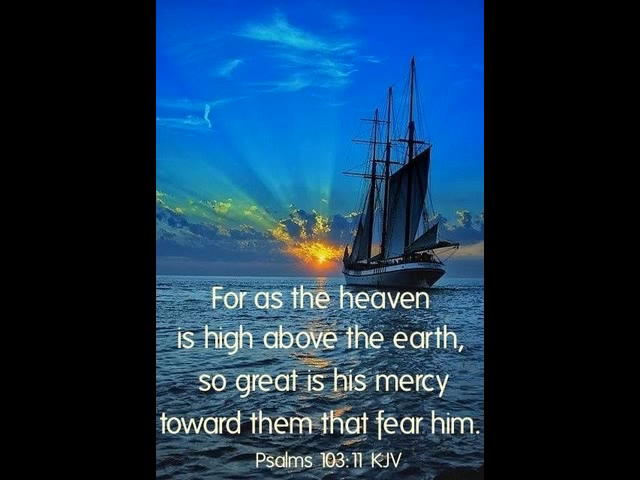 For as the heaven
is high above the earth,
so great is his mercy
toward them that fear him.
Psalms 103:11 KJV